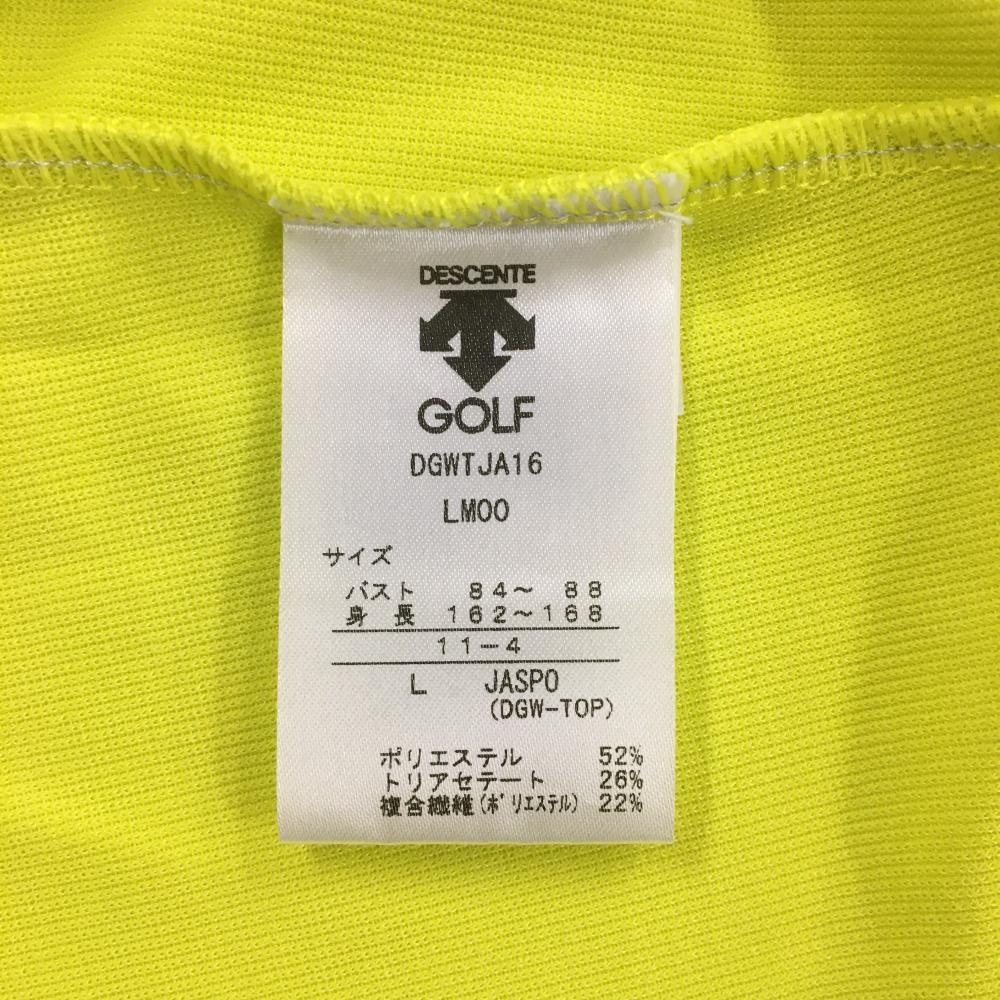 DESCENTE
GOLF
DGWTJA16
LM00
サイズ
バスト 84～ 88
身 長 162～168
11－4
L JASPO
(DGW-TOP)
ポリエステル 52%
トリアセテート 26%
複合繊維(ポリエステル) 22%